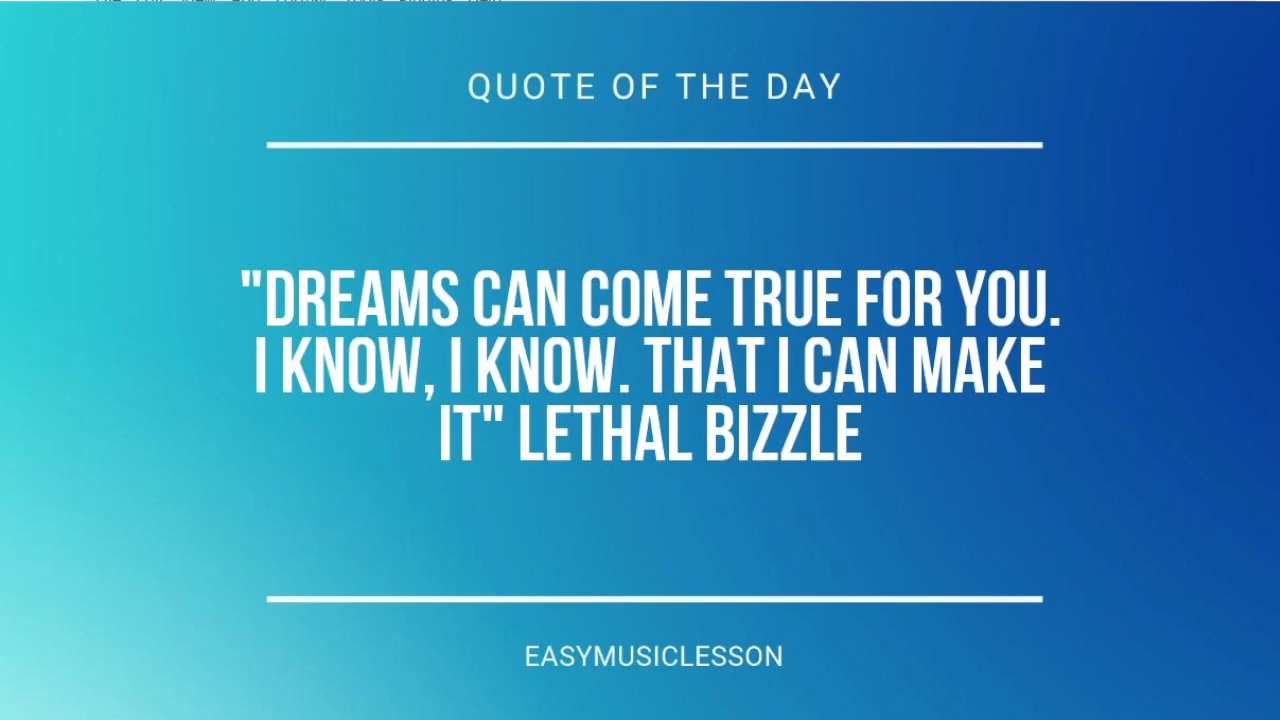 QUOTE OF THE DAY
"DREAMS CAN COME TRUE FOR YOU.
I KNOW, I KNOW. THAT I CAN MAKE
IT" LETHAL BIZZLE
EASYMUSICLESSON